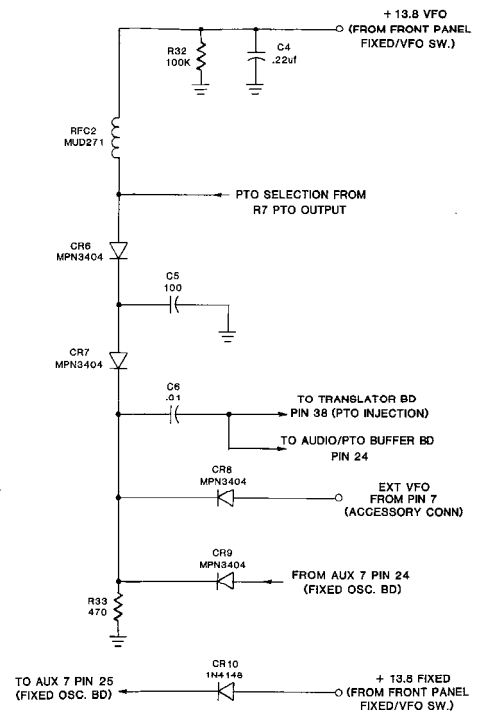 + 13.8 VFO
(FROM FRONT PANEL
FIXED/VFO SW.)
R32
100K
C4
.22uf
RFC2
MUD271
PTO SELECTION FROM
R7 PTO OUTPUT
CR6
MPN3404
C5
100
CR7
MPN3404
C6
.01
TO TRANSLATOR BD
PIN 38 (PTO INJECTION)
TO AUDIO/PTO BUFFER BD
PIN 24
CR8
MPN3404
EXT VFO
FROM PIN 7
(ACCESSORY CONN)
CR9
MPN3404
FROM AUX 7 PIN 24
(FIXED OSC. BD)
R33
470
TO AUX 7 PIN 25
(FIXED OSC. BD)
CR10
1N4148
+ 13.8 FIXED
(FROM FRONT PANEL
FIXED/VFO SW.)